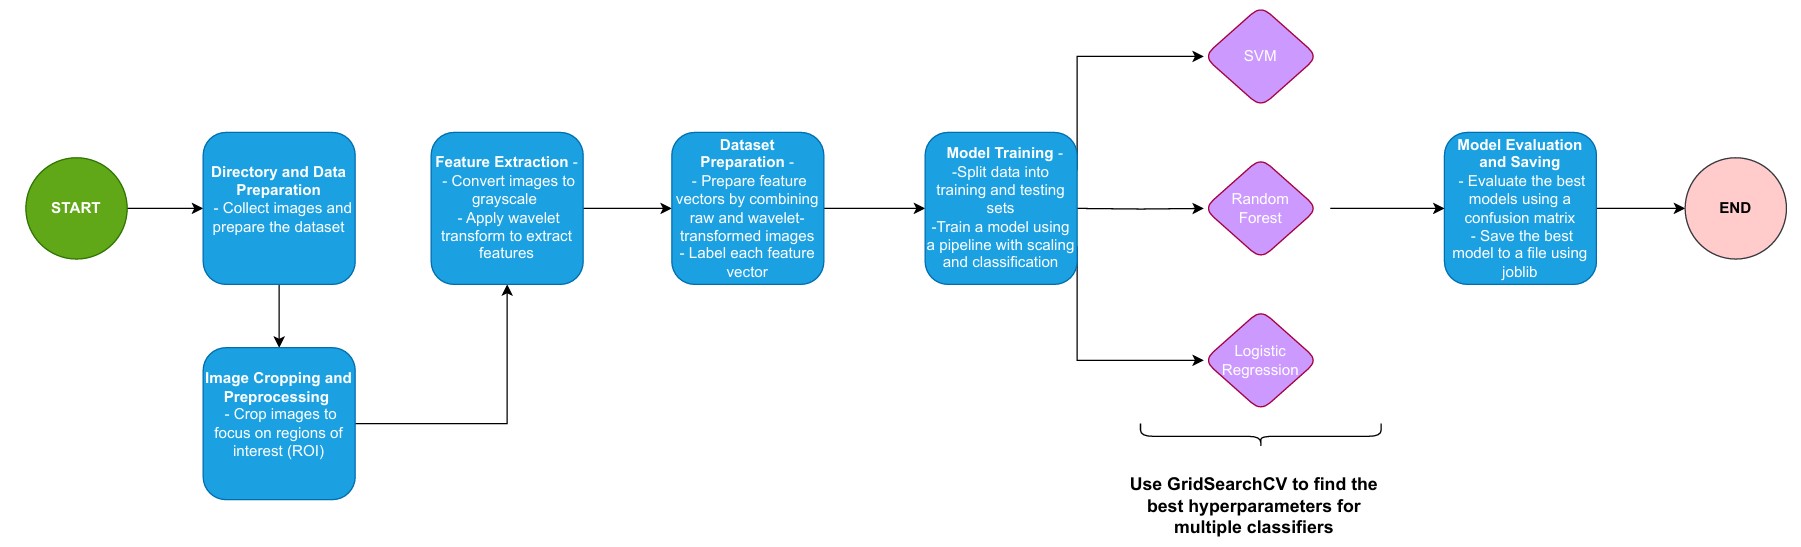 START
Directory and Data
Preparation
- Collect images and
prepare the dataset
Image Cropping and
Preprocessing
- Crop images to
focus on regions of
interest (ROI)
Feature Extraction -
- Convert images to
grayscale
- Apply wavelet
transform to extract
features
Dataset
Preparation -
- Prepare feature
vectors by combining
raw and wavelet-
transformed images
- Label each feature
vector
Model Training -
-Split data into
training and testing
sets
-Train a model using
a pipeline with scaling
and classification
SVM
Random
Forest
Logistic
Regression
Use GridSearchCV to find the
best hyperparameters for
multiple classifiers
Model Evaluation
and Saving
- Evaluate the best
models using a
confusion matrix
- Save the best
model to a file using
joblib
END